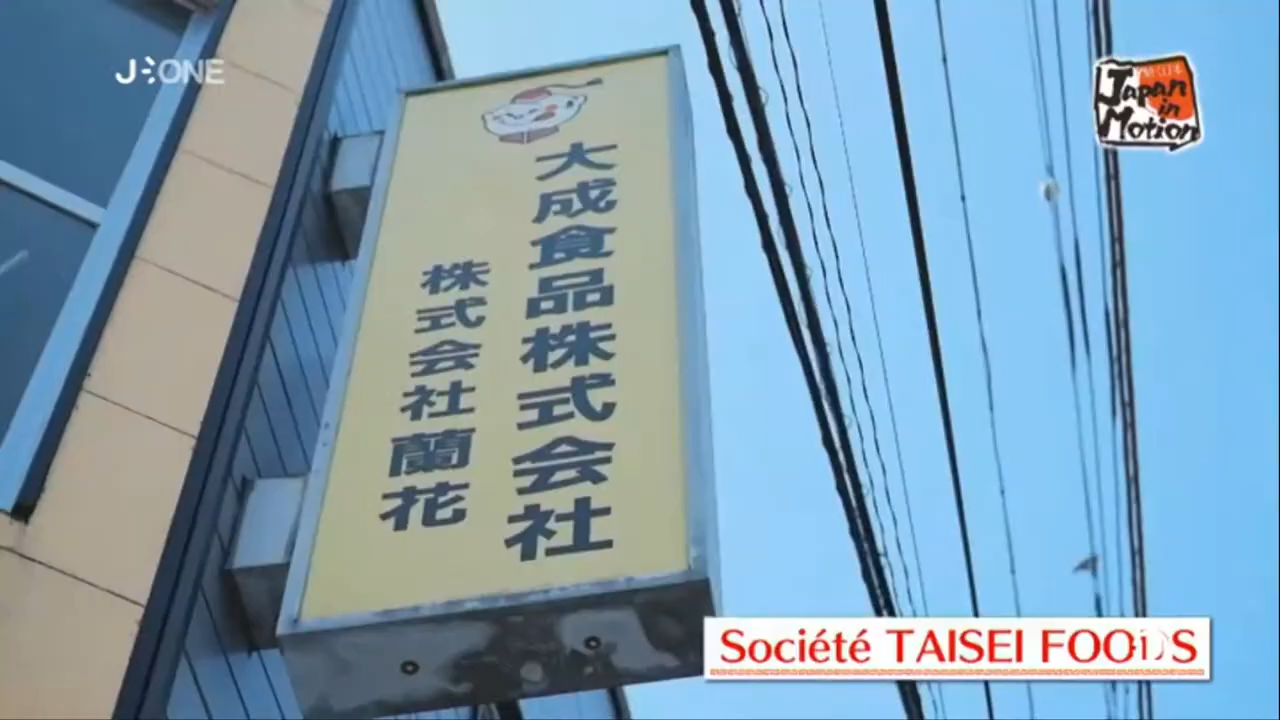 J:ONE
Japan
in
Motion
大成食品株式会社
株式会社蘭花
Société TAISEI FOODS